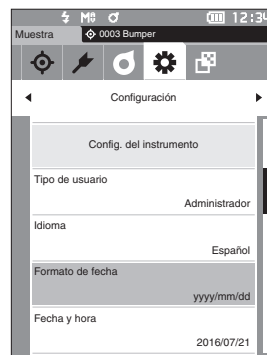 12:34
Muestra 0003 Bumper
Configuración
Config. del instrumento
Tipo de usuario
Administrador
Idioma
Español
Formato de fecha
yyyy/mm/dd
Fecha y hora
2016/07/21